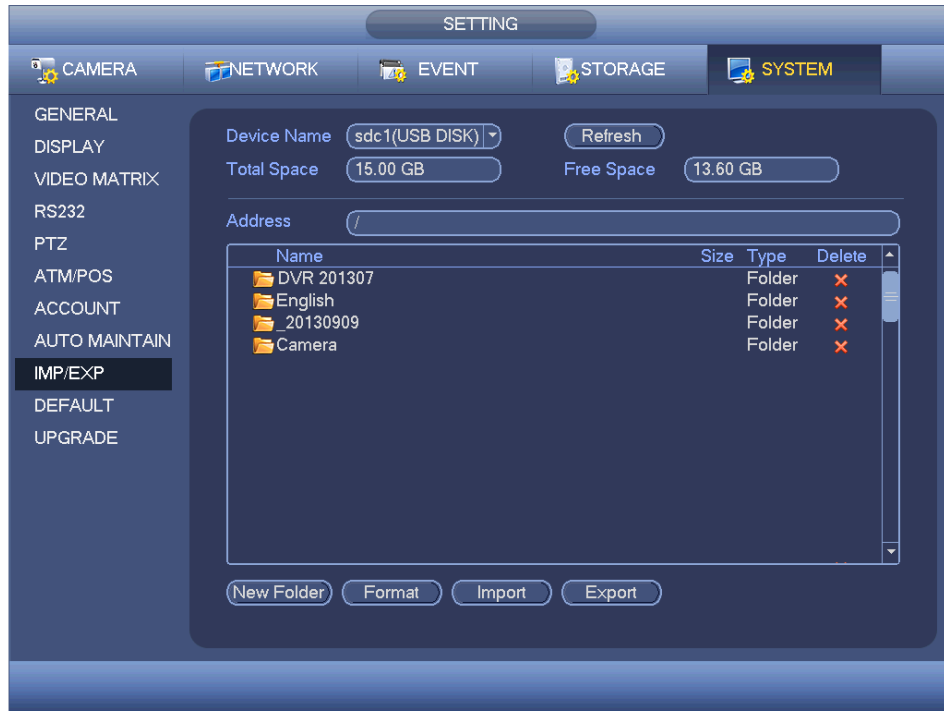 SETTING
CAMERA NETWORK EVENT STORAGE SYSTEM
GENERAL
DISPLAY
VIDEO MATRIX
RS232
PTZ
ATM/POS
ACCOUNT
AUTO MAINTAIN
IMP/EXP
DEFAULT
UPGRADE
Device Name sdc1(USB DISK) Refresh
Total Space 15.00 GB Free Space 13.60 GB
Address /
Name Size Type Delete
DVR 201307 Folder
English Folder
_20130909 Folder
Camera Folder
New Folder Format Import Export